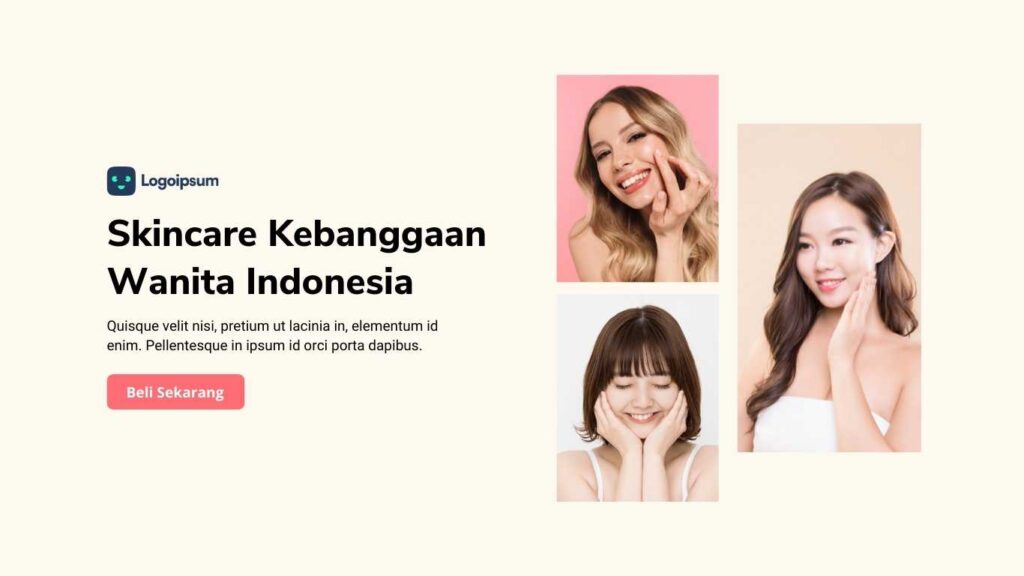 Logoipsum
Skincare Kebanggaan
Wanita Indonesia
Quisque velit nisi, pretium ut lacinia in, elementum id
enim. Pellentesque in ipsum id orci porta dapibus.
Beli Sekarang